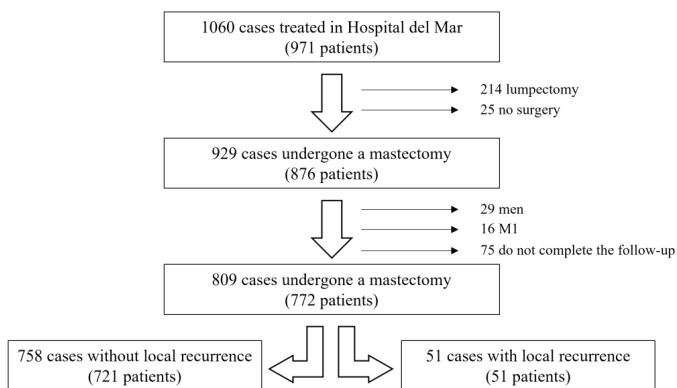 1060 cases treated in Hospital del Mar
(971 patients)
214 lumpectomy
25 no surgery
929 cases undergone a mastectomy
(876 patients)
29 men
16 M1
75 do not complete the follow-up
809 cases undergone a mastectomy
(772 patients)
758 cases without local recurrence
(721 patients)
51 cases with local recurrence
(51 patients)